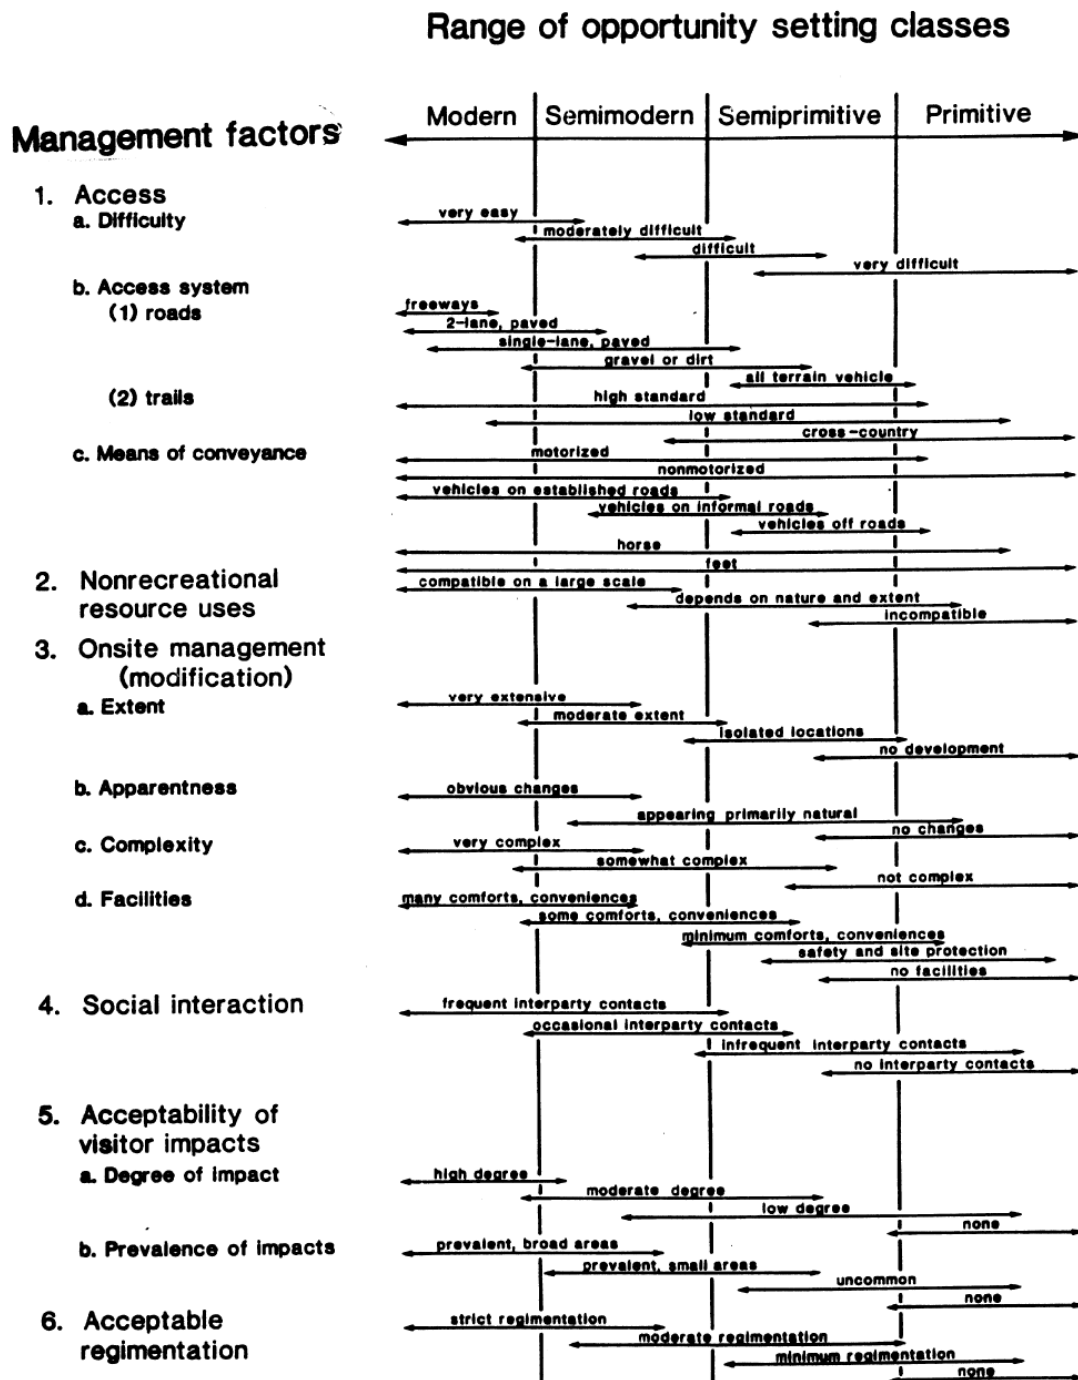 Range of opportunity setting classes
Modern Semimodern Semiprimitive Primitive
Management factors
1. Access
a. Difficulty
very easy
moderately difficult
difficult
very difficult
b. Access system
(1) roads
freeways
2-lane, paved
single-lane, paved
gravel or dirt
all terrain vehicle
(2) trails
high standard
low standard
cross-country
c. Means of conveyance
motorized
nonmotorized
vehicles on established roads
vehicles on informal roads
vehicles off roads
horse
feet
2. Nonrecreational
resource uses
compatible on a large scale
depends on nature and extent
incompatible
3. Onsite management
(modification)
a. Extent
very extensive
moderate extent
isolated locations
no development
b. Apparentness
obvious changes
appearing primarily natural
no changes
c. Complexity
very complex
somewhat complex
not complex
d. Facilities
many comforts, conveniences
some comforts, conveniences
minimum comforts, conveniences
safety and site protection
no facilities
4. Social interaction
frequent interparty contacts
occasional interparty contacts
infrequent interparty contacts
no interparty contacts
5. Acceptability of
visitor impacts
a. Degree of impact
high degree
moderate degree
low degree
none
b. Prevalence of impacts
prevalent, broad areas
prevalent, small areas
uncommon
none
6. Acceptable
regimentation
strict regimentation
moderate regimentation
minimum regimentation
none